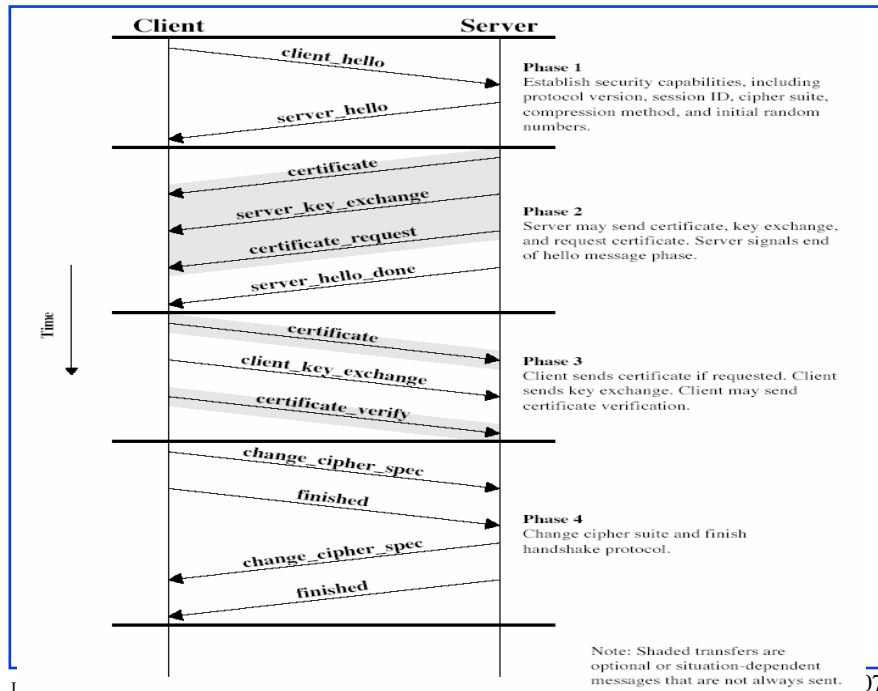 Client
Server
client_hello
server_hello
Phase 1
Establish security capabilities, including
protocol version, session ID, cipher suite,
compression method, and initial random
numbers.
certificate
server_key_exchange
certificate_request
server_hello_done
Phase 2
Server may send certificate, key exchange,
and request certificate. Server signals end
of hello message phase.
Time
certificate
client_key_exchange
certificate_verify
Phase 3
Client sends certificate if requested. Client
sends key exchange. Client may send
certificate verification.
change_cipher_spec
finished
change_cipher_spec
finished
Phase 4
Change cipher suite and finish
handshake protocol.
Note: Shaded transfers are
optional or situation-dependent
messages that are not always sent.